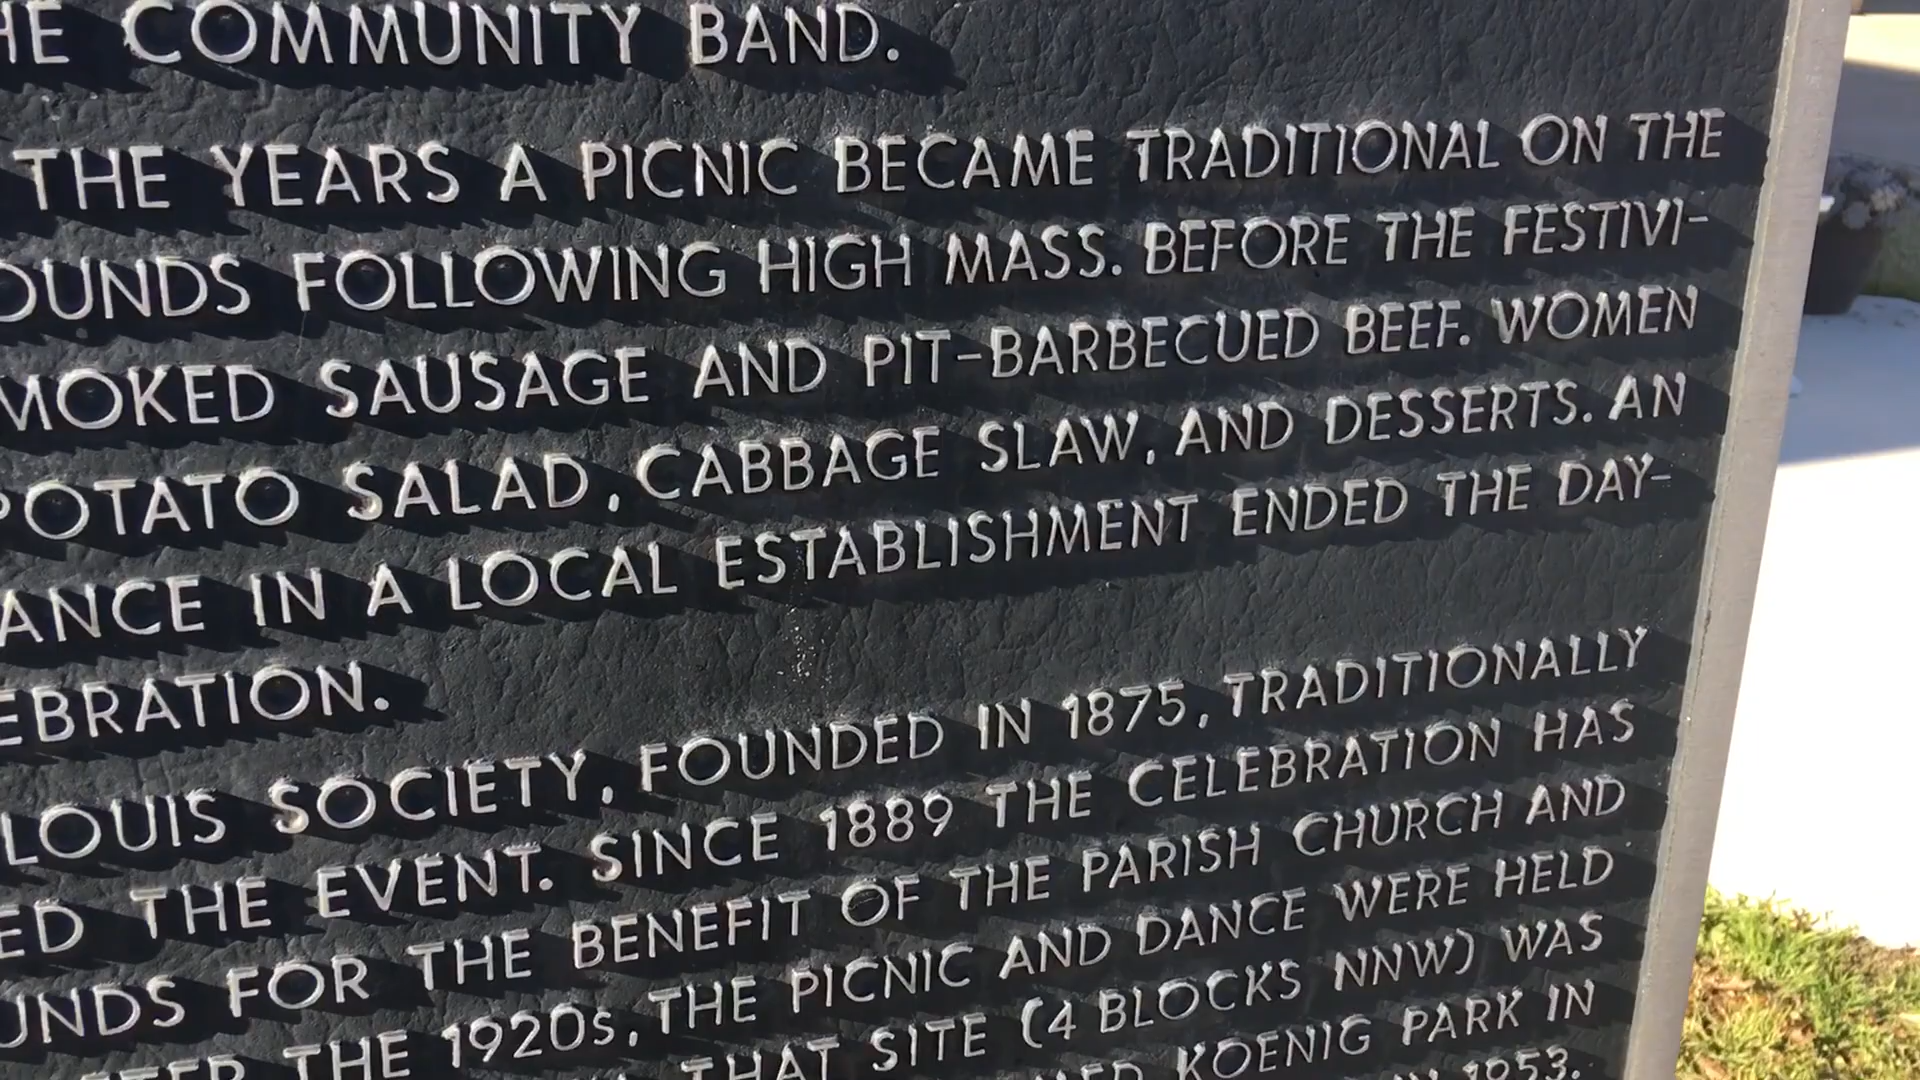 HE COMMUNITY BAND.
THE YEARS A PICNIC BECAME TRADITIONAL ON THE
OUNDS FOLLOWING HIGH MASS. BEFORE THE FESTIVI-
MOKED SAUSAGE AND PIT-BARBECUED BEEF. WOMEN
POTATO SALAD, CABBAGE SLAW, AND DESSERTS. AN
ANCE IN A LOCAL ESTABLISHMENT ENDED THE DAY-
EBRATION.
LOUIS SOCIETY, FOUNDED IN 1875, TRADITIONALLY
ED THE EVENT. SINCE 1889 THE CELEBRATION HAS
UNDS FOR THE BENEFIT OF THE PARISH CHURCH AND
THE 1920s, THE PICNIC AND DANCE WERE HELD
THAT SITE (4 BLOCKS NNW) WAS
KOENIG PARK IN
1953.